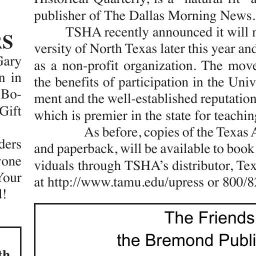 Historical Quarterly, is a "natural fit" a
publisher of The Dallas Morning News.
TSHA recently announced it will m
versity of North Texas later this year and
as a non-profit organization. The move
the benefits of participation in the Univ
ment and the well-established reputation
which is premier in the state for teaching
As before, copies of the Texas A
and paperback, will be available to book
viduals through TSHA's distributor, Tex
at http://www.tamu.edu/upress or 800/82
RS
Gary
n in
Bo-
Gift
ders
yone
Your
d!
The Friends
the Bremond Publi